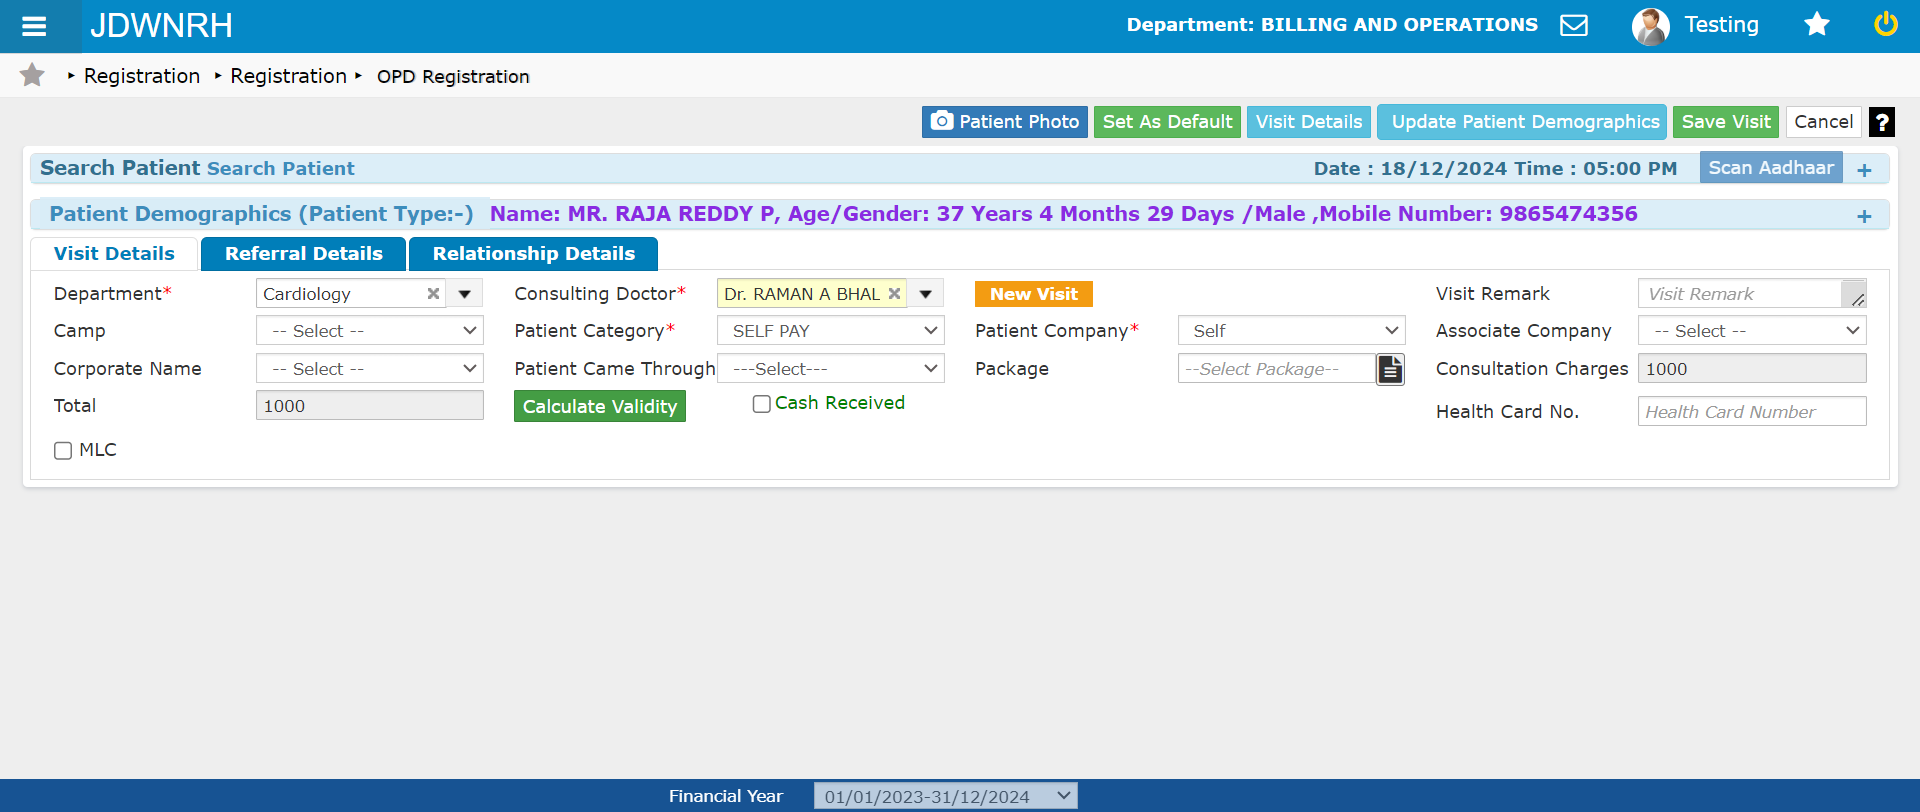 JDWNRH Department: BILLING AND OPERATIONS Testing
Registration Registration OPD Registration
Patient Photo Set As Default Visit Details Update Patient Demographics Save Visit Cancel ?
Search Patient Search Patient Date : 18/12/2024 Time : 05:00 PM Scan Aadhaar +
Patient Demographics (Patient Type:-) Name: MR. RAJA REDDY P, Age/Gender: 37 Years 4 Months 29 Days /Male ,Mobile Number: 9865474356 +
Visit Details Referral Details Relationship Details
Department* Cardiology Consulting Doctor* Dr. RAMAN A BHAL New Visit Visit Remark Visit Remark
Camp -- Select -- Patient Category* SELF PAY Patient Company* Self Associate Company -- Select --
Corporate Name -- Select -- Patient Came Through ---Select--- Package --Select Package-- Consultation Charges 1000
Total 1000 Calculate Validity Cash Received Health Card No. Health Card Number
MLC
Financial Year 01/01/2023-31/12/2024